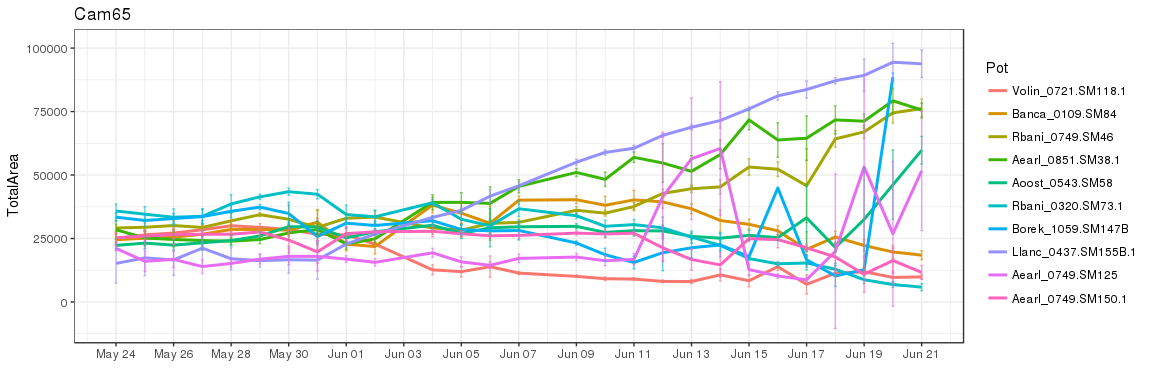 Cam65
TotalArea
100000
75000
50000
25000
0
May 24 May 26 May 28 May 30 Jun 01 Jun 03 Jun 05 Jun 07 Jun 09 Jun 11 Jun 13 Jun 15 Jun 17 Jun 19 Jun 21
Pot
Volin_0721.SM118.1
Banca_0109.SM84
Rbani_0749.SM46
Aearl_0851.SM38.1
Aoost_0543.SM58
Rbani_0320.SM73.1
Borek_1059.SM147B
Llanc_0437.SM155B.1
Aearl_0749.SM125
Aearl_0749.SM150.1